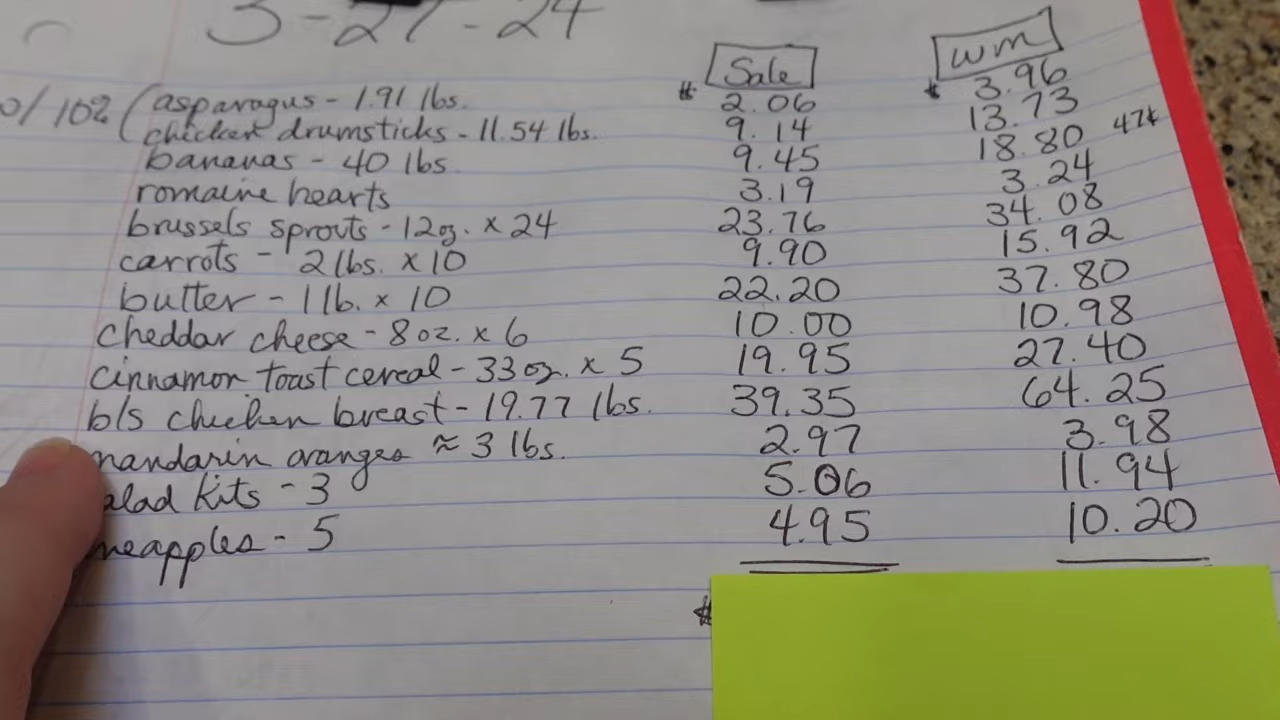 3-27-24
Sale WM
0/102 (asparagus - 1.91 lbs. $ 2.06 $ 3.96
chicken drumsticks - 11.54 lbs. 9.14 13.73
bananas - 40 lbs 9.45 18.80 47¢
romaine hearts 3.19 3.24
brussels sprouts - 12oz. x 24 23.76 34.08
carrots - 2 lbs. x 10 9.90 15.92
butter - 1 lb. x 10 22.20 37.80
cheddar cheese - 8 oz. x 6 10.00 10.98
cinnamon toast cereal - 33 oz. x 5 19.95 27.40
b/s chicken breast - 19.77 lbs. 39.35 64.25
mandarin oranges ≈ 3 lbs. 2.97 3.98
alad kits - 3 5.06 11.94
neapples - 5 4.95 10.20
$